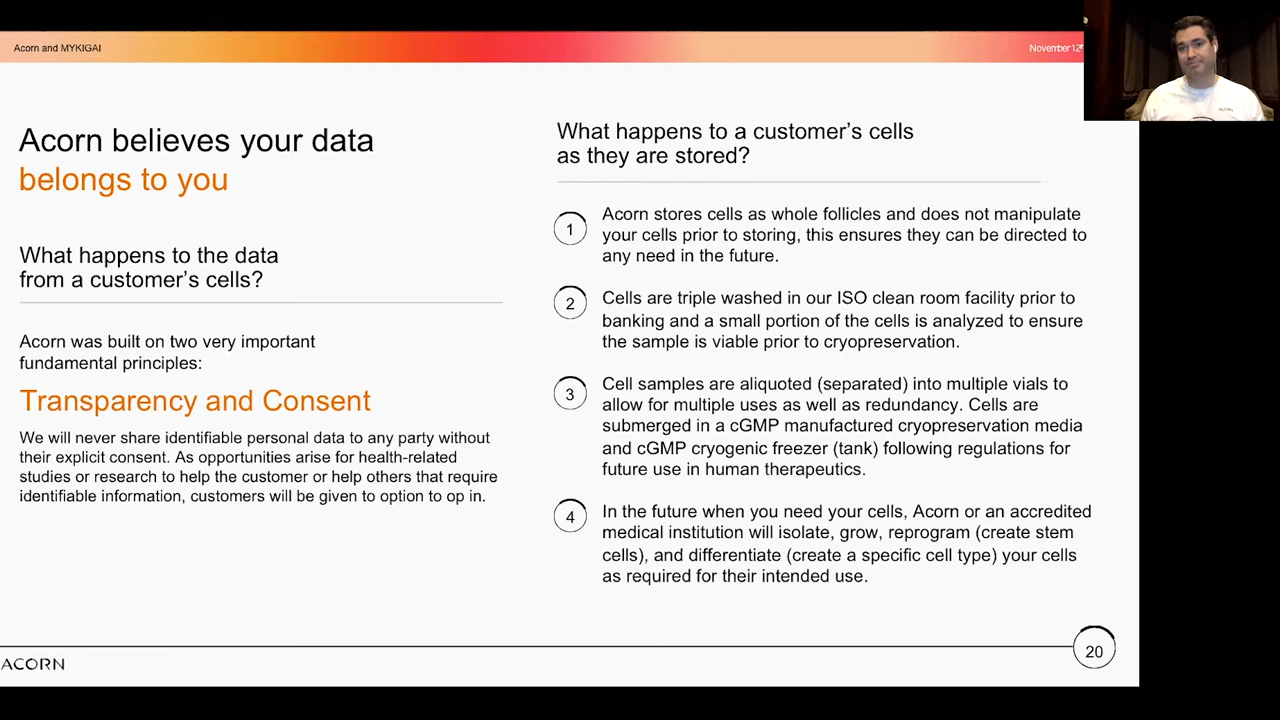 Acorn and MYKIGAI
November 12
Acorn believes your data
belongs to you
What happens to the data
from a customer's cells?
Acorn was built on two very important
fundamental principles:
Transparency and Consent
We will never share identifiable personal data to any party without
their explicit consent. As opportunities arise for health-related
studies or research to help the customer or help others that require
identifiable information, customers will be given to option to op in.
What happens to a customer's cells
as they are stored?
1
Acorn stores cells as whole follicles and does not manipulate
your cells prior to storing, this ensures they can be directed to
any need in the future.
2
Cells are triple washed in our ISO clean room facility prior to
banking and a small portion of the cells is analyzed to ensure
the sample is viable prior to cryopreservation.
3
Cell samples are aliquoted (separated) into multiple vials to
allow for multiple uses as well as redundancy. Cells are
submerged in a cGMP manufactured cryopreservation media
and cGMP cryogenic freezer (tank) following regulations for
future use in human therapeutics.
4
In the future when you need your cells, Acorn or an accredited
medical institution will isolate, grow, reprogram (create stem
cells), and differentiate (create a specific cell type) your cells
as required for their intended use.
ACORN
20
ACORN